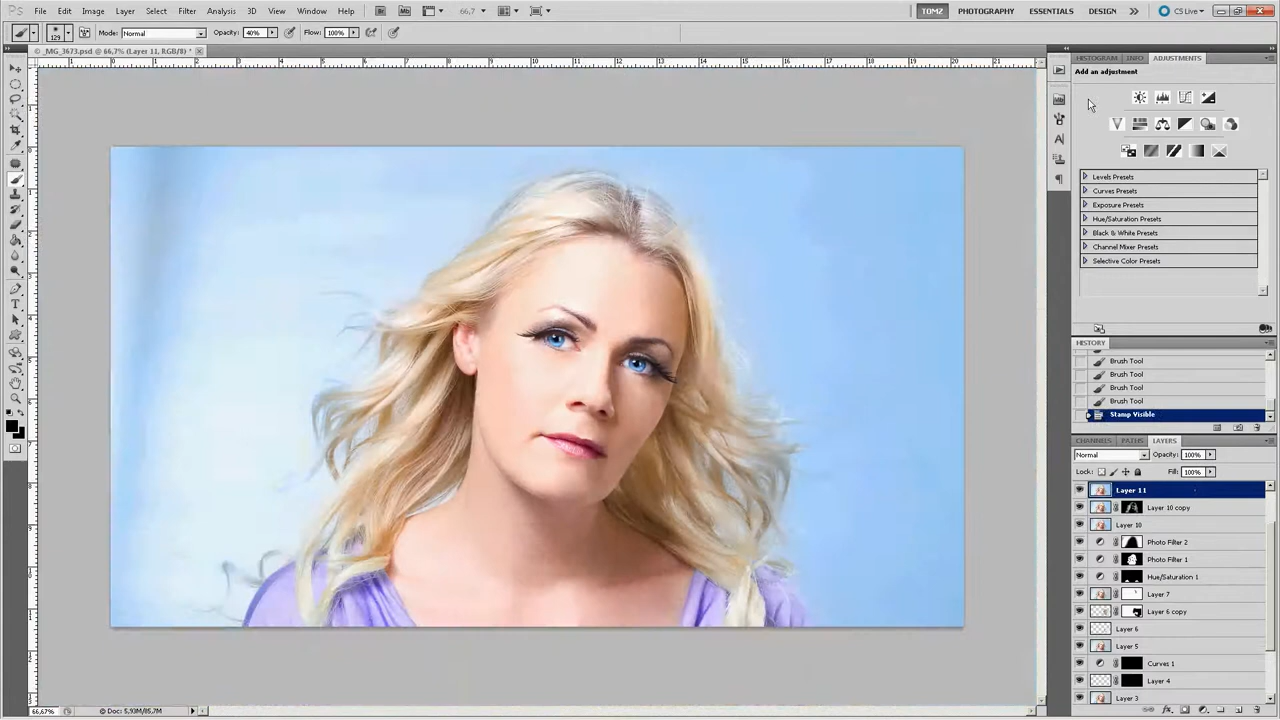 Ps File Edit Image Layer Select Filter Analysis 3D View Window Help Br Mb 66,7 TOMZ PHOTOGRAPHY ESSENTIALS DESIGN CS Live
129 Mode: Normal Opacity: 40% Flow: 100%
_MG_3673.psd @ 66,7% (Layer 11, RGB/8) *
HISTOGRAM INFO ADJUSTMENTS
Add an adjustment
Levels Presets
Curves Presets
Exposure Presets
Hue/Saturation Presets
Black & White Presets
Channel Mixer Presets
Selective Color Presets
HISTORY
Brush Tool
Brush Tool
Brush Tool
Brush Tool
Stamp Visible
CHANNELS PATHS LAYERS
Normal Opacity: 100%
Lock: Fill: 100%
Layer 11
Layer 10 copy
Layer 10
Photo Filter 2
Photo Filter 1
Hue/Saturation 1
Layer 7
Layer 6 copy
Layer 6
Layer 5
Curves 1
Layer 4
Layer 3
66,67% Doc: 5,93M/85,7M